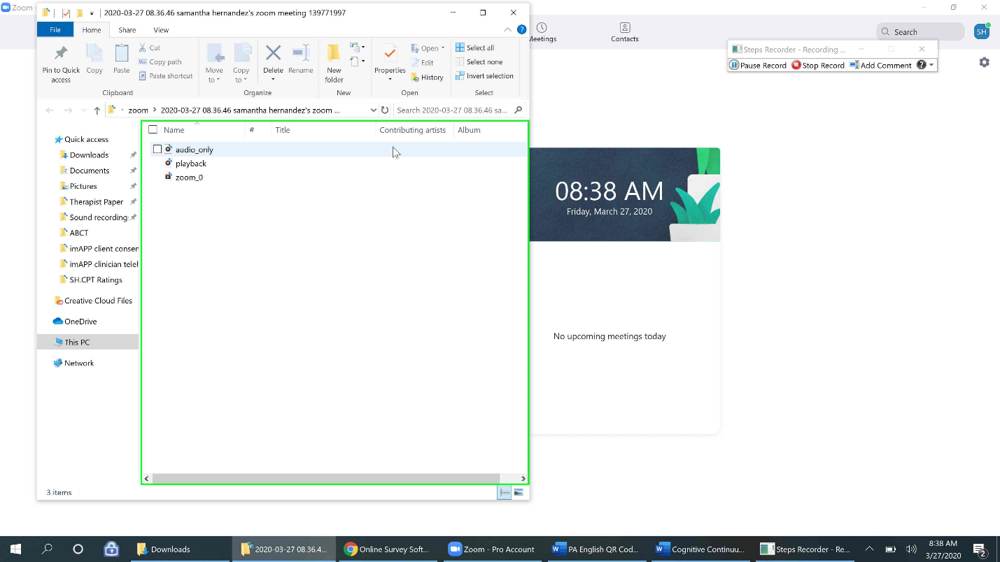 Zoom
2020-03-27 08.36.46 samantha hernandez's zoom meeting 139771997
File
Home
Share
View
Pin to Quick access
Copy
Paste
Cut
Copy path
Paste shortcut
Clipboard
Move to
Copy to
Delete
Rename
Organize
New folder
New
Properties
Open
Edit
History
Open
Select all
Select none
Invert selection
Select
zoom
2020-03-27 08.36.46 samantha hernandez's zoom ...
Search 2020-03-27 08.36.46 sa...
Quick access
Downloads
Documents
Pictures
Therapist Paper
Sound recording
ABCT
imAPP client conser
imAPP clinician teleh
SH.CPT Ratings
Creative Cloud Files
OneDrive
This PC
Network
Name
#
Title
Contributing artists
Album
audio_only
playback
zoom_0
3 items
Meetings
Contacts
Search
SH
Steps Recorder - Recording ...
Pause Record
Stop Record
Add Comment
?
08:38 AM
Friday, March 27, 2020
No upcoming meetings today
Downloads
2020-03-27 08.36.4...
Online Survey Soft...
Zoom - Pro Account
PA English QR Cod...
Cognitive Continuu...
Steps Recorder - Re...
8:38 AM
3/27/2020
2